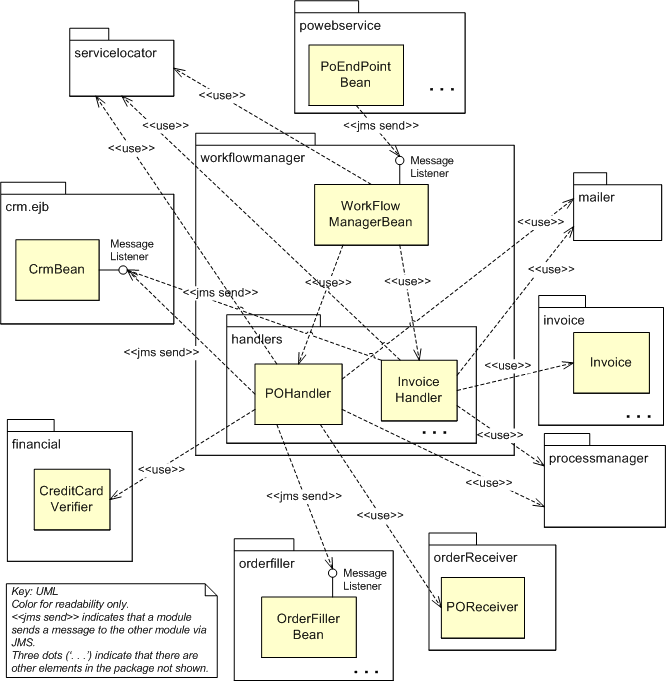 powebservice
servicelocator
PoEndPoint
Bean
. . .
<<use>>
<<jms send>>
<<use>>
<<use>>
workflowmanager
Message
Listener
crm.ejb
WorkFlow
ManagerBean
mailer
<<use>>
Message
Listener
CrmBean
<<use>>
<<use>>
<<use>>
<<jms send>>
invoice
handlers
<<jms send>>
Invoice
<<use>>
POHandler
Invoice
Handler
. . .
. . .
financial
<<use>>
processmanager
<<use>>
CreditCard
Verifier
<<use>>
<<jms send>>
<<use>>
orderfiller
orderReceiver
Message
Listener
POReceiver
OrderFiller
Bean
. . .
Key: UML
Color for readability only.
<<jms send>> indicates that a module
sends a message to the other module via
JMS.
Three dots (‘. . .’) indicate that there are
other elements in the package not shown.